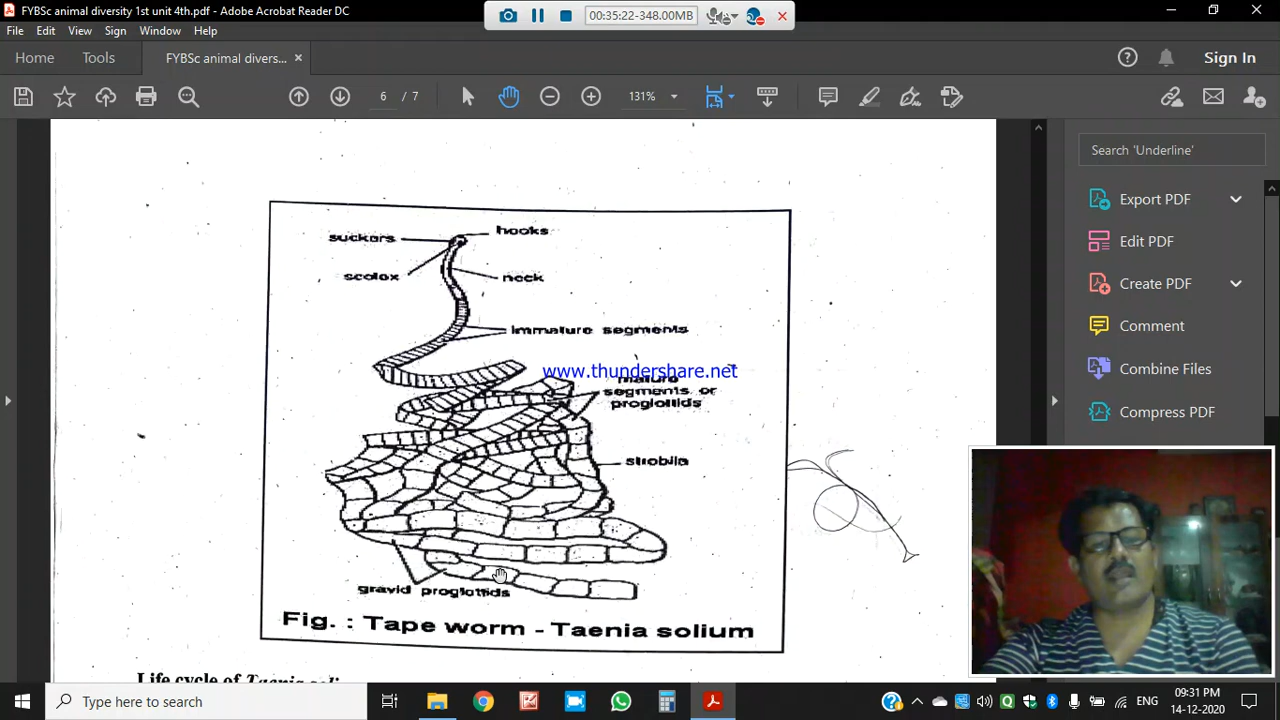 FYBSc animal diversity 1st unit 4th.pdf - Adobe Acrobat Reader DC
00:35:22-348.00MB
File Edit View Sign Window Help
Home Tools FYBSc animal divers... Sign In
6 / 7 131%
Search 'Underline'
Export PDF
Edit PDF
Create PDF
Comment
Combine Files
Compress PDF
suckers hooks
scolex neck
immature segments
www.thundershare.net
mature
segments or
proglottids
strobila
gravid proglottids
Fig. : Tape worm - Taenia solium
Life cycle of Taenia soli
Type here to search
ENG
09:31 PM
14-12-2020